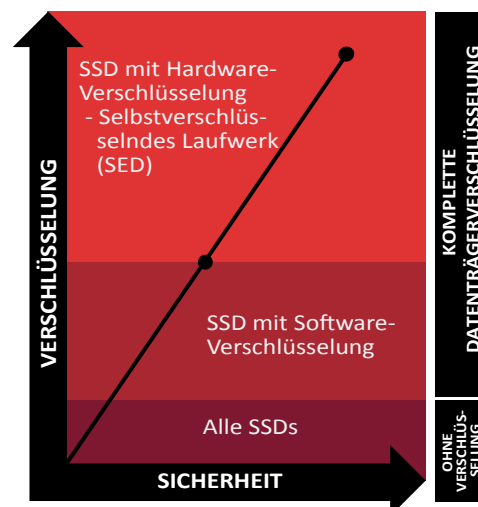 SSD mit Hardware-
Verschlüsselung
- Selbstverschlüs-
selndes Laufwerk
(SED)
SSD mit Software-
Verschlüsselung
Alle SSDs
VERSCHLÜSSELUNG
SICHERHEIT
KOMPLETTE
DATENTRÄGERVERSCHLÜSSELUNG
OHNE
VERSCHLÜS-
SELUNG